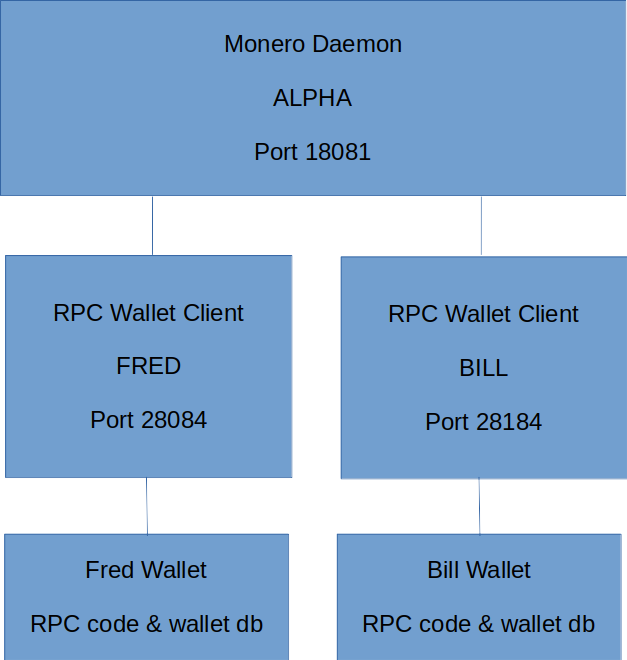 Monero Daemon
ALPHA
Port 18081
RPC Wallet Client
FRED
Port 28084
RPC Wallet Client
BILL
Port 28184
Fred Wallet
RPC code & wallet db
Bill Wallet
RPC code & wallet db